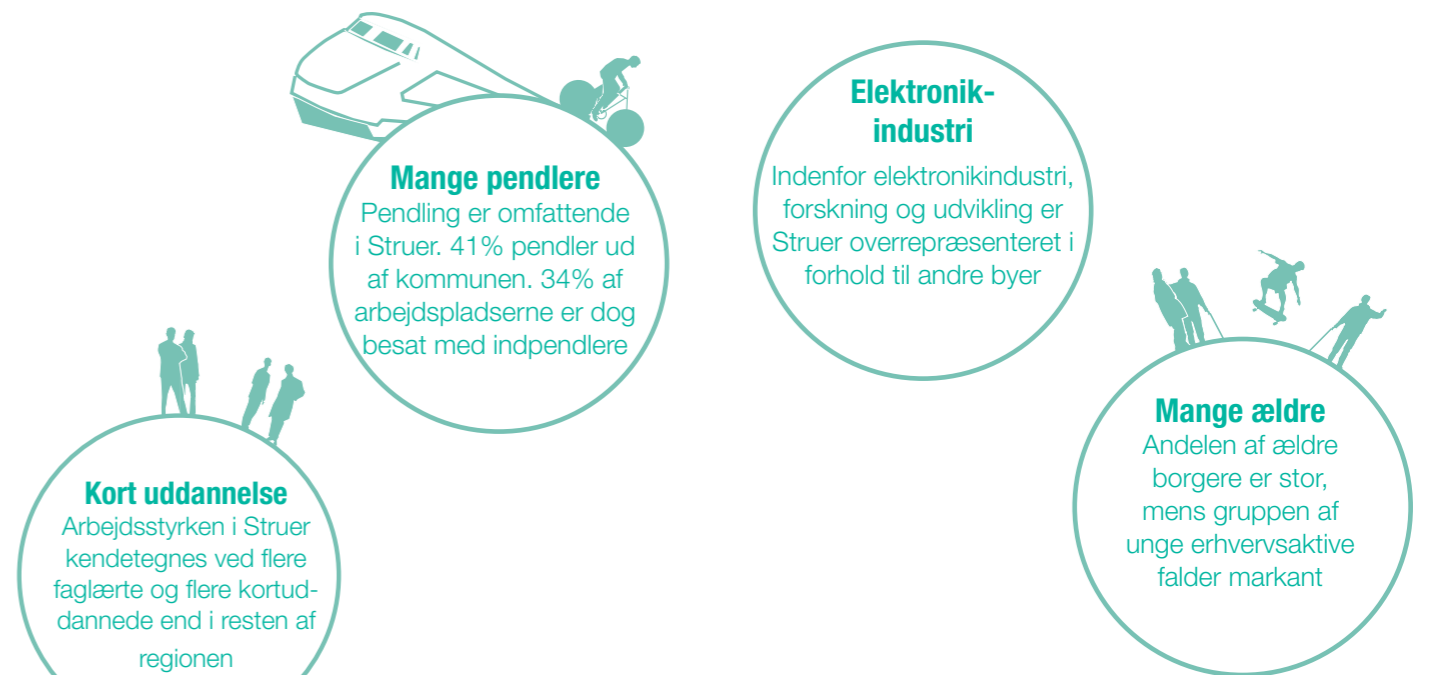 Mange pendlere
Pendling er omfattende
i Struer. 41% pendler ud
af kommunen. 34% af
arbejdspladserne er dog
besat med indpendlere
Elektronik-
industri
Indenfor elektronikindustri,
forskning og udvikling er
Struer overrepræsenteret i
forhold til andre byer
Kort uddannelse
Arbejdsstyrken i Struer
kendetegnes ved flere
faglærte og flere kortud-
dannede end i resten af
regionen
Mange ældre
Andelen af ældre
borgere er stor,
mens gruppen af
unge erhvervsaktive
falder markant